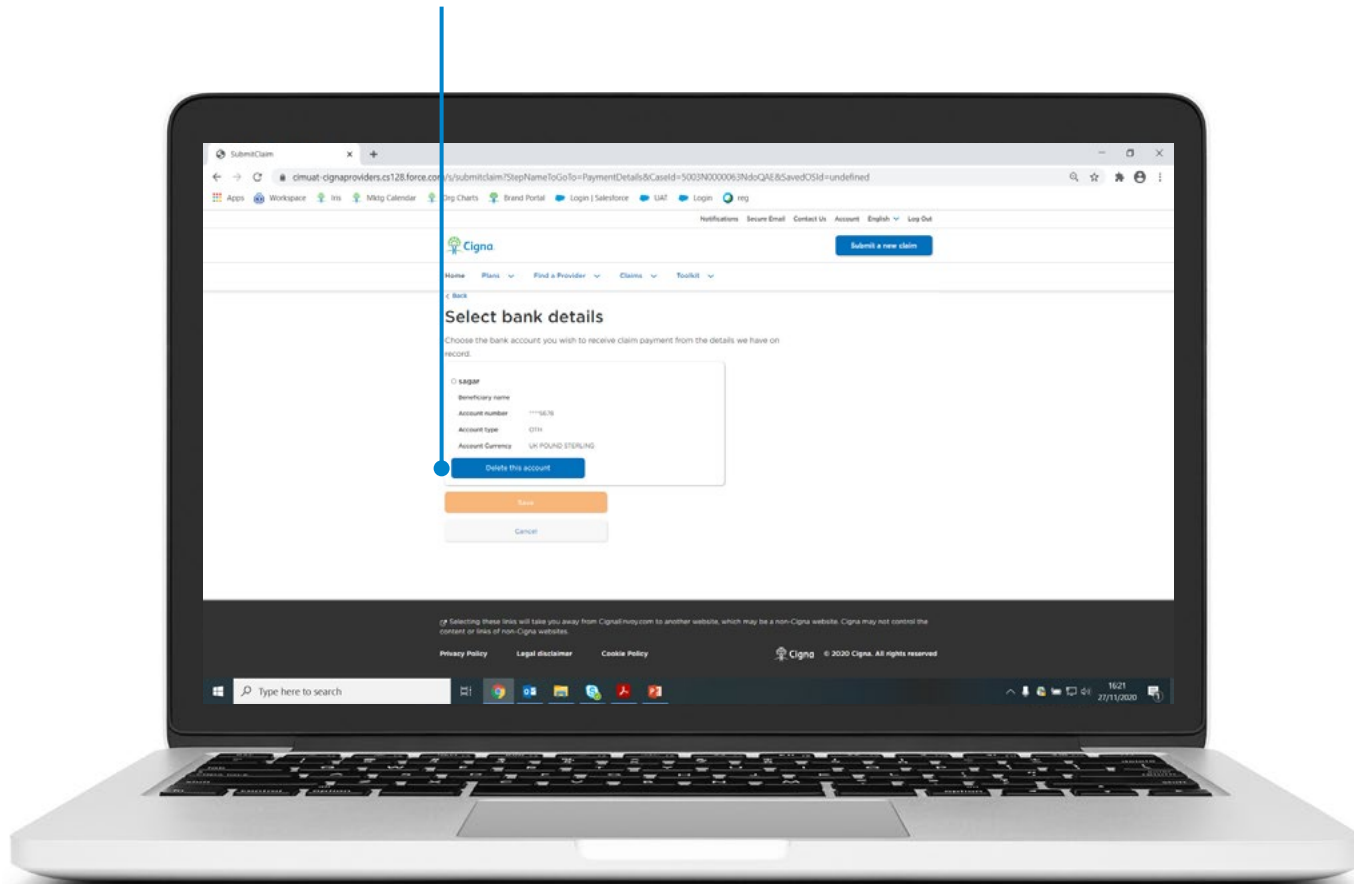 SubmitClaim
cimuat-cignaproviders.cs128.force.com/s/submitclaim?StepNameToGoTo=PaymentDetails&CaseId=5003N0000063NdoQAE&SavedOSId=undefined
Apps Workspace Iris Mktg Calendar Org Charts Brand Portal Login | Salesforce UAT Login reg
Notifications Secure Email Contact Us Account English Log Out
Cigna Submit a new claim
Home Plans Find a Provider Claims Toolkit
< Back
Select bank details
Choose the bank account you wish to receive claim payment from the details we have on
record.
sagar
Beneficiary name
Account number ****5678
Account type OTH
Account Currency UK POUND STERLING
Delete this account
Save
Cancel
Selecting these links will take you away from CignaEnvoy.com to another website, which may be a non-Cigna website. Cigna may not control the
content or links of non-Cigna websites.
Privacy Policy Legal disclaimer Cookie Policy Cigna © 2020 Cigna. All rights reserved
Type here to search
16:21
27/11/2020